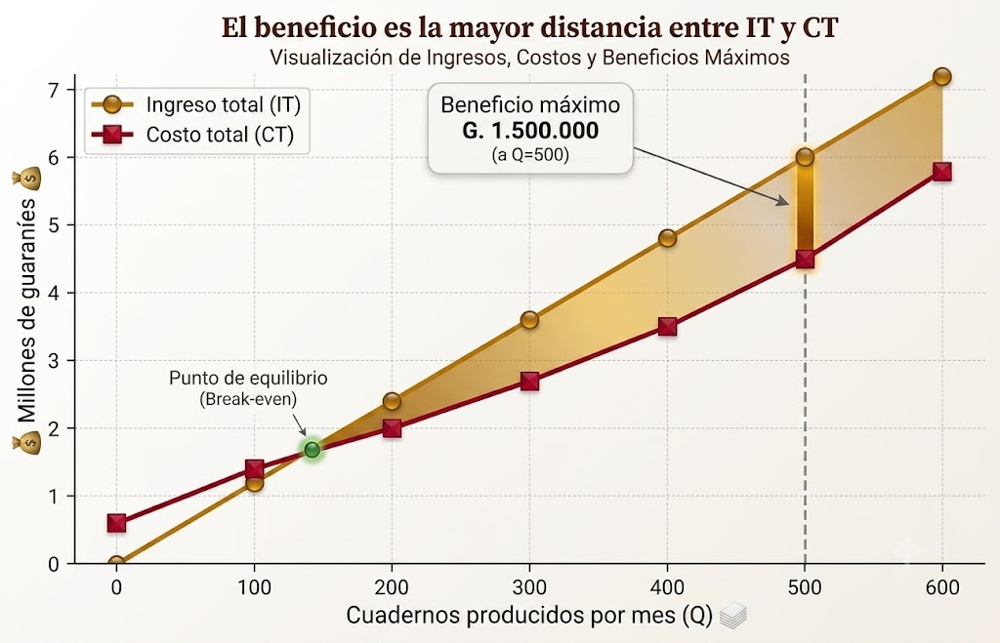 El beneficio es la mayor distancia entre IT y CT
Visualización de Ingresos, Costos y Beneficios Máximos
Ingreso total (IT)
Costo total (CT)
Beneficio máximo
G. 1.500.000
(a Q=500)
Punto de equilibrio
(Break-even)
Millones de guaraníes
7
6
5
4
3
2
1
0
0 100 200 300 400 500 600
Cuadernos producidos por mes (Q)